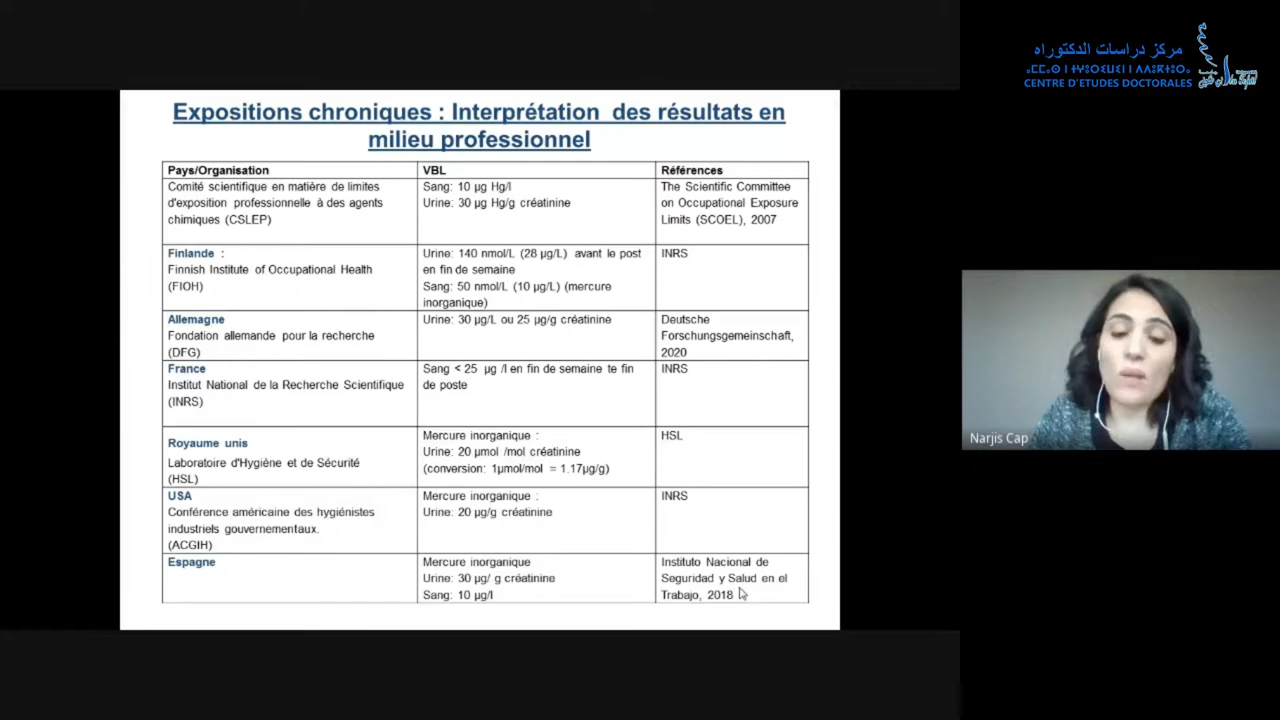 Expositions chroniques : Interprétation des résultats en
milieu professionnel
Pays/Organisation
VBL
Références
Comité scientifique en matière de limites
d'exposition professionnelle à des agents
chimiques (CSLEP)
Sang: 10 µg Hg/l
Urine: 30 µg Hg/g créatinine
The Scientific Committee
on Occupational Exposure
Limits (SCOEL), 2007
Finlande :
Finnish Institute of Occupational Health
(FIOH)
Urine: 140 nmol/L (28 µg/L) avant le post
en fin de semaine
Sang: 50 nmol/L (10 µg/L) (mercure
inorganique)
INRS
Allemagne
Fondation allemande pour la recherche
(DFG)
Urine: 30 µg/L ou 25 µg/g créatinine
Deutsche
Forschungsgemeinschaft,
2020
France
Institut National de la Recherche Scientifique
(INRS)
Sang < 25 µg /l en fin de semaine te fin
de poste
INRS
Royaume unis
Laboratoire d'Hygiène et de Sécurité
(HSL)
Mercure inorganique :
Urine: 20 µmol /mol créatinine
(conversion: 1µmol/mol = 1.17µg/g)
HSL
USA
Conférence américaine des hygiénistes
industriels gouvernementaux.
(ACGIH)
Mercure inorganique :
Urine: 20 µg/g créatinine
INRS
Espagne
Mercure inorganique
Urine: 30 µg/ g créatinine
Sang: 10 µg/l
Instituto Nacional de
Seguridad y Salud en el
Trabajo, 2018
مركز دراسات الدكتوراه
CENTRE D'ETUDES DOCTORALES
Narjis Cap